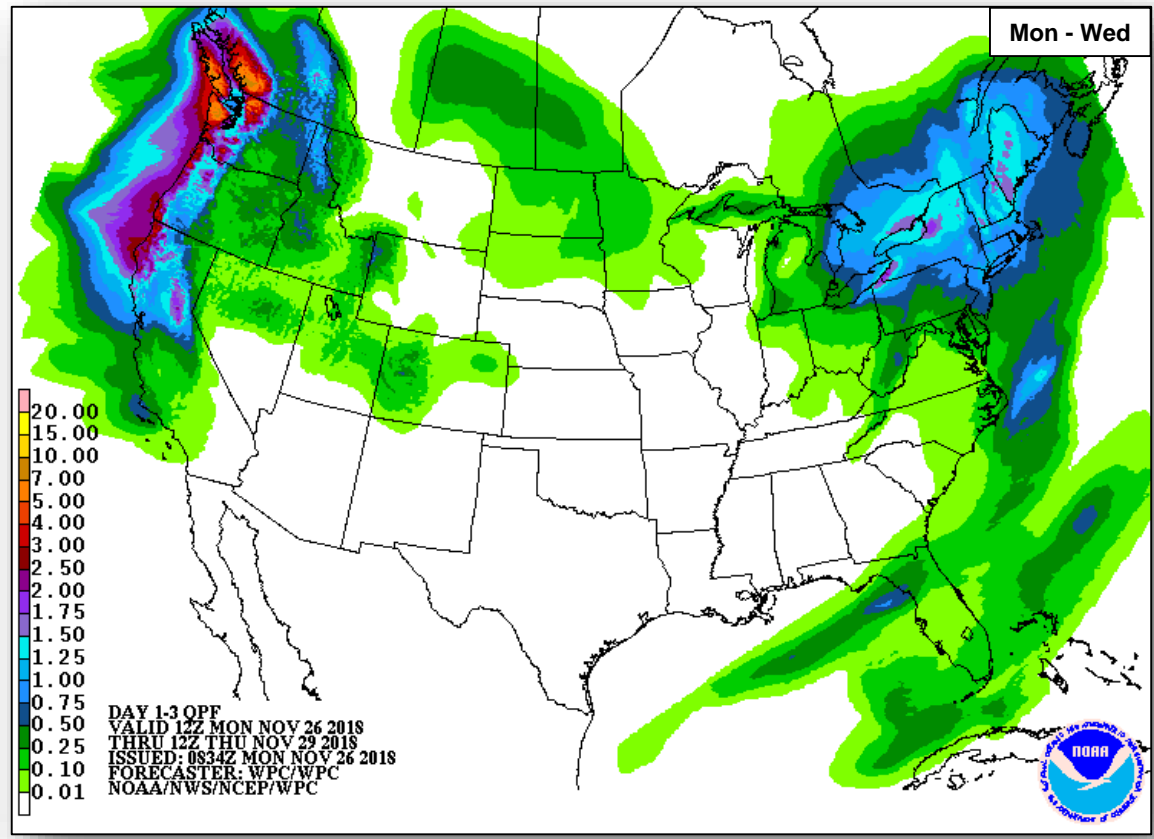 Mon - Wed
20.00
15.00
10.00
7.00
5.00
4.00
3.00
2.50
2.00
1.75
1.50
1.25
1.00
0.75
0.50
0.25
0.10
0.01
DAY 1-3 QPF
VALID 12Z MON NOV 26 2018
THRU 12Z THU NOV 29 2018
ISSUED: 0834Z MON NOV 26 2018
FORECASTER: WPC/WPC
NOAA/NWS/NCEP/WPC
NOAA